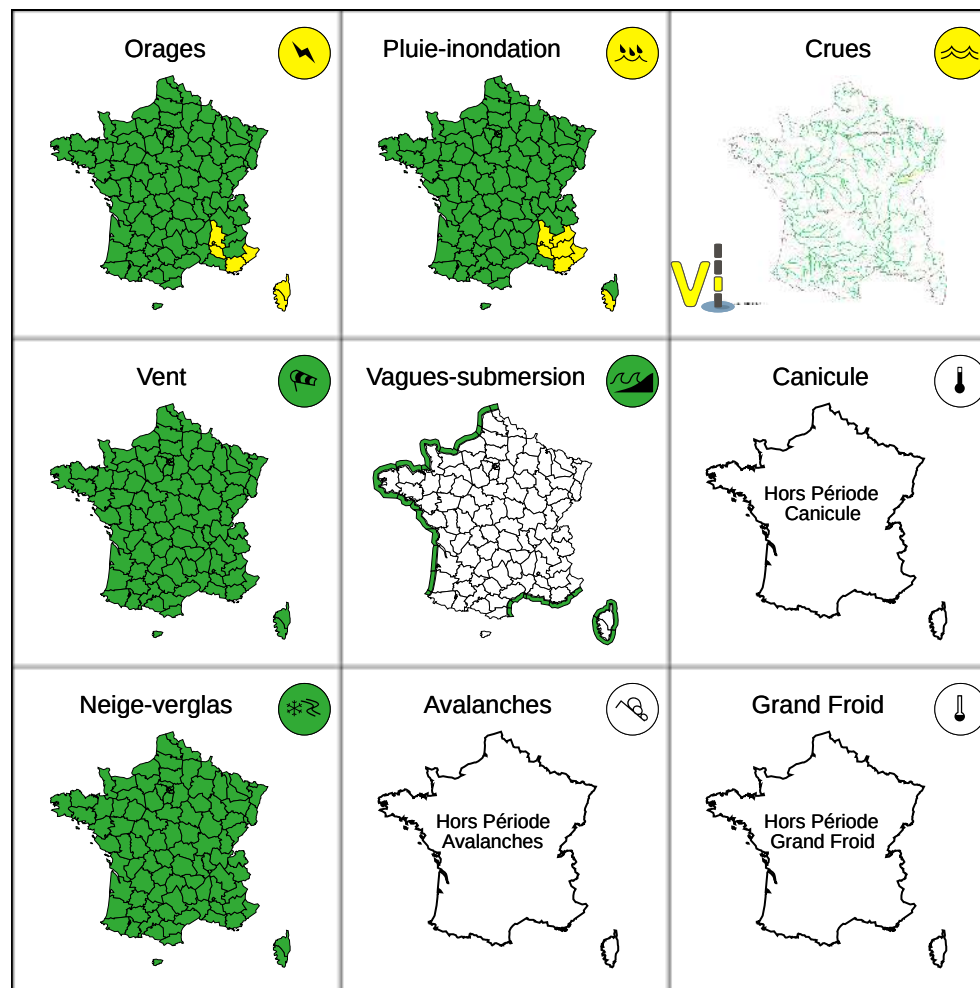 Orages
Pluie-inondation
Crues
Vi
Vent
Vagues-submersion
Canicule
Hors Période
Canicule
Neige-verglas
Avalanches
Grand Froid
Hors Période
Avalanches
Hors Période
Grand Froid